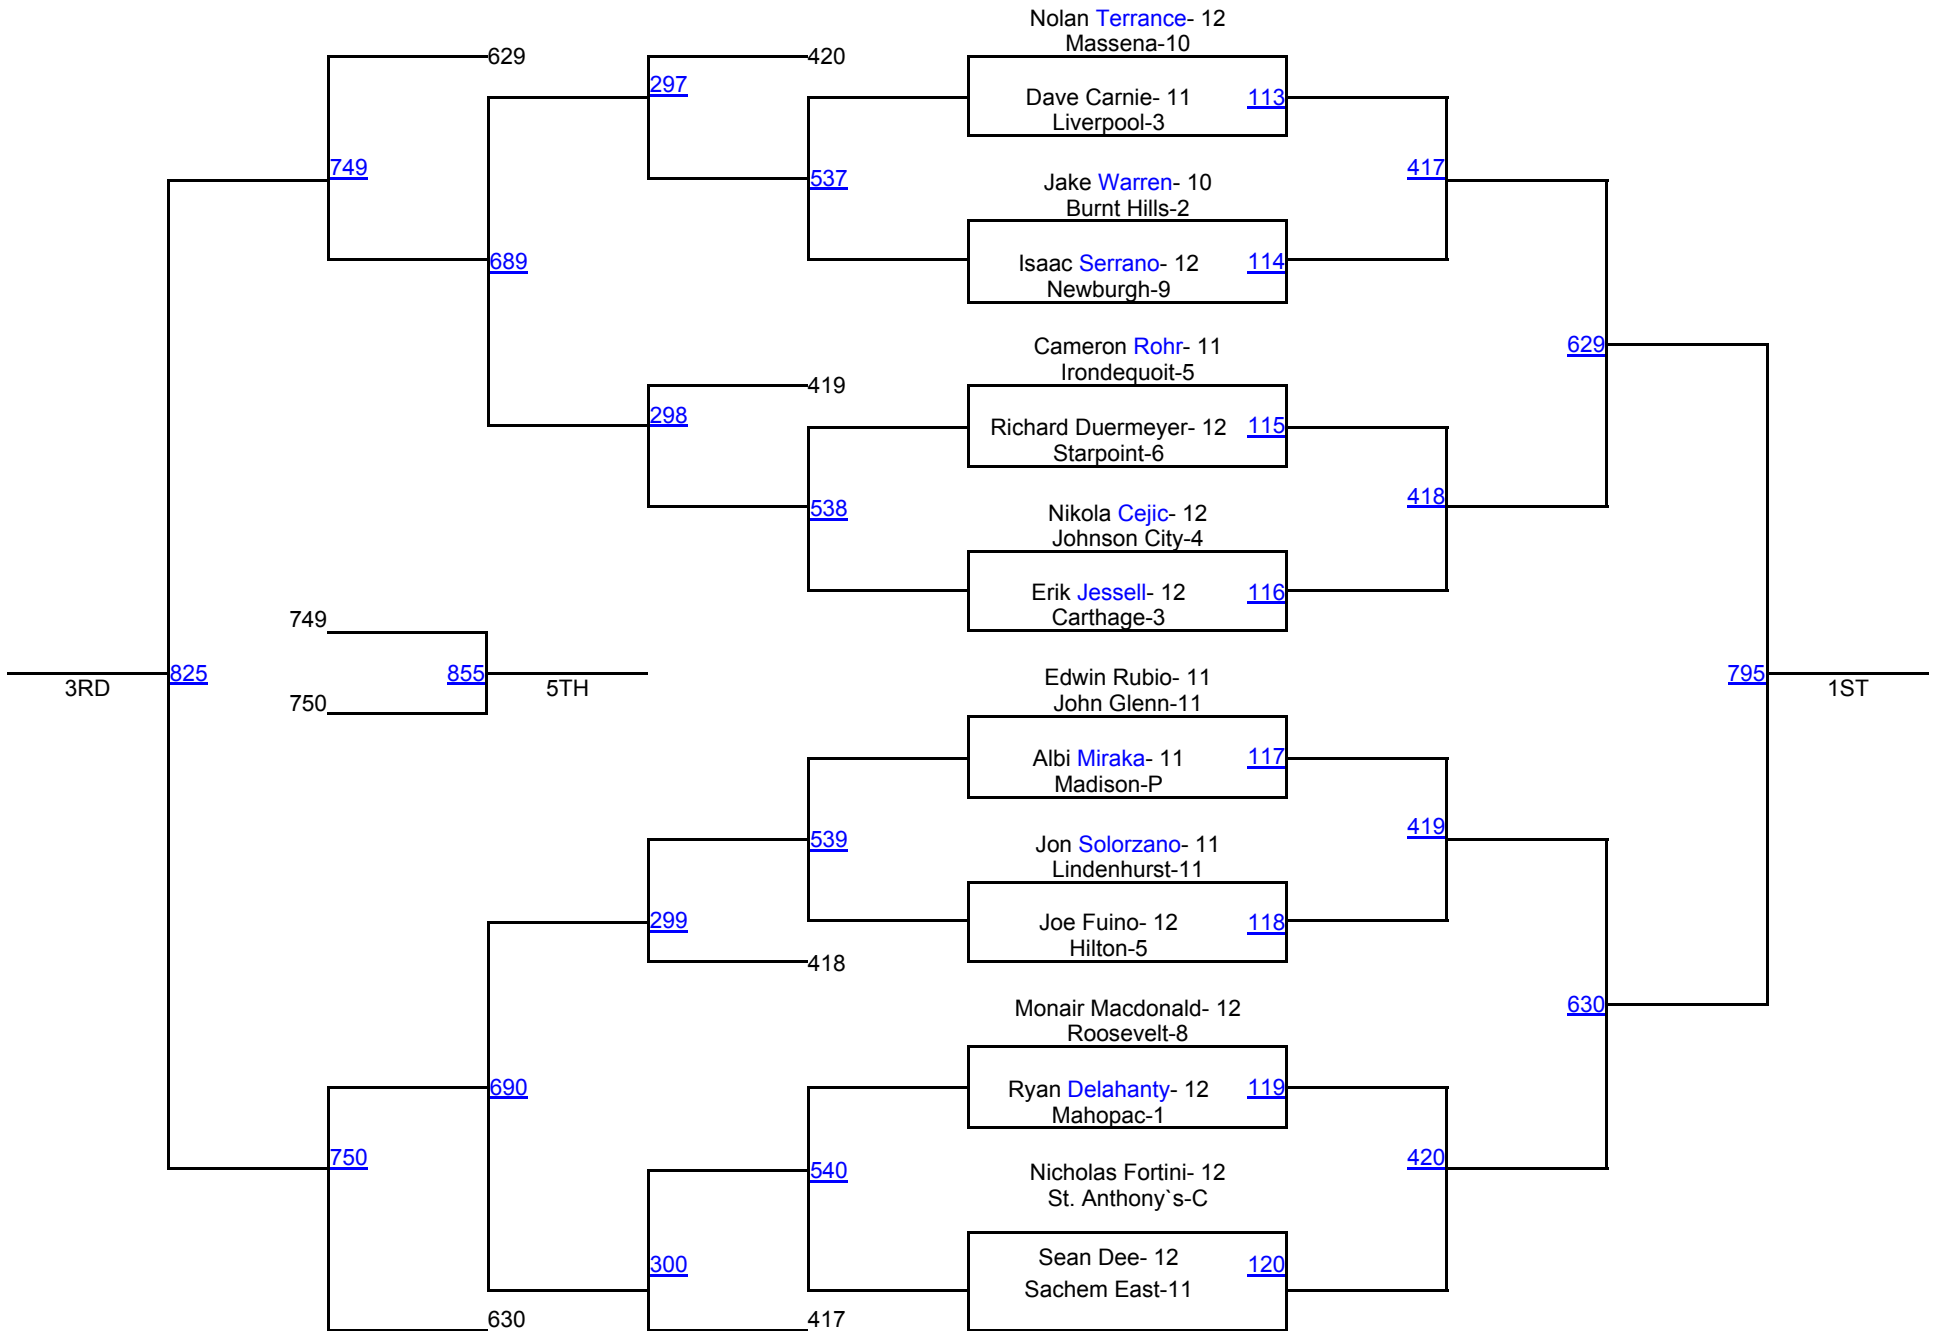 Nolan Terrance- 12
Massena-10
629
420
297
Dave Carnie- 11
113
Liverpool-3
749
417
537
Jake Warren- 10
Burnt Hills-2
689
Isaac Serrano- 12
114
Newburgh-9
629
Cameron Rohr- 11
Irondequoit-5
419
298
Richard Duermeyer- 12
115
Starpoint-6
418
538
Nikola Cejic- 12
Johnson City-4
Erik Jessell- 12
116
Carthage-3
749
825
3RD
855
5TH
750
Edwin Rubio- 11
John Glenn-11
795
1ST
Albi Miraka- 11
117
Madison-P
419
539
Jon Solorzano- 11
Lindenhurst-11
299
Joe Fuino- 12
118
Hilton-5
418
630
Monair Macdonald- 12
Roosevelt-8
690
Ryan Delahanty- 12
119
Mahopac-1
750
420
540
Nicholas Fortini- 12
St. Anthony`s-C
300
Sean Dee- 12
120
Sachem East-11
630
417